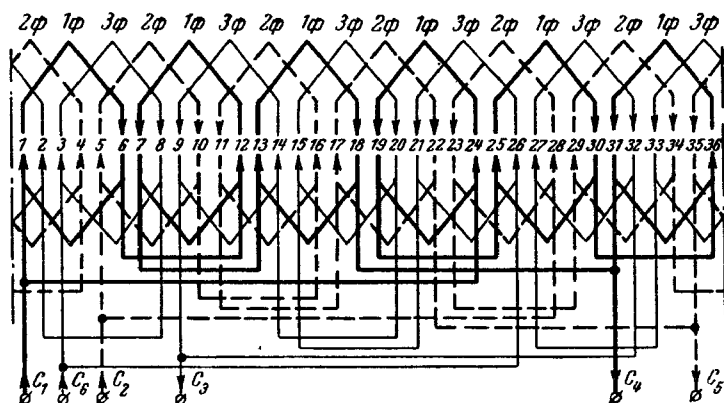 2ф 1ф 3ф 2ф 1ф 3ф 2ф 1ф 3ф 2ф 1ф 3ф 2ф 1ф 3ф 2ф 1ф 3ф
1 2 3 4 5 6 7 8 9 10 11 12 13 14 15 16 17 18 19 20 21 22 23 24 25 26 27 28 29 30 31 32 33 34 35 36
C₁ C₆ C₂ C₃ C₄ C₅